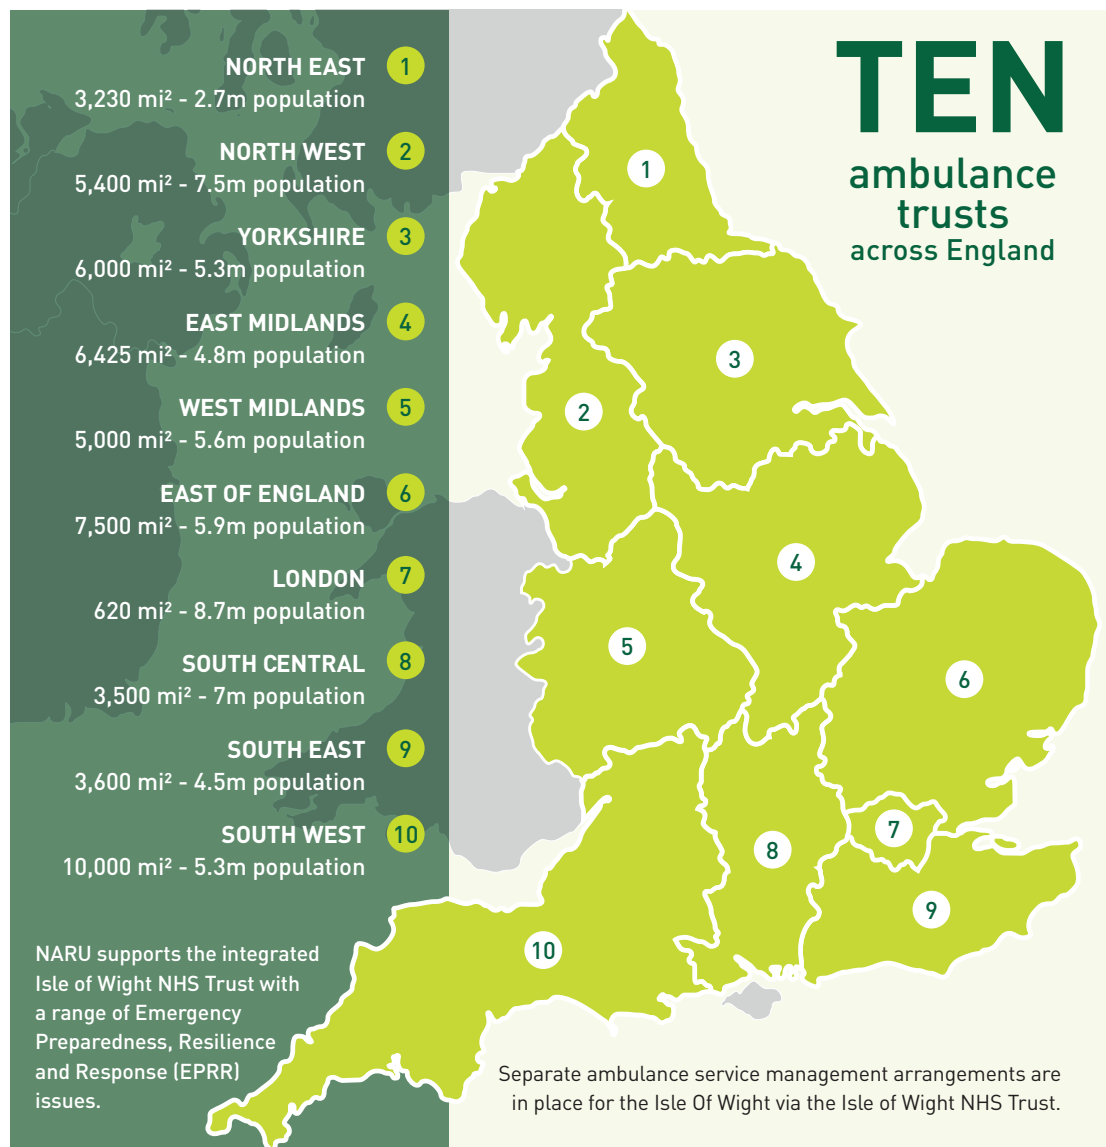 NORTH EAST 1
3,230 mi² - 2.7m population
NORTH WEST 2
5,400 mi² - 7.5m population
YORKSHIRE 3
6,000 mi² - 5.3m population
EAST MIDLANDS 4
6,425 mi² - 4.8m population
WEST MIDLANDS 5
5,000 mi² - 5.6m population
EAST OF ENGLAND 6
7,500 mi² - 5.9m population
LONDON 7
620 mi² - 8.7m population
SOUTH CENTRAL 8
3,500 mi² - 7m population
SOUTH EAST 9
3,600 mi² - 4.5m population
SOUTH WEST 10
10,000 mi² - 5.3m population
NARU supports the integrated
Isle of Wight NHS Trust with
a range of Emergency
Preparedness, Resilience
and Response (EPRR)
issues.
TEN
ambulance
trusts
across England
1
2
3
4
5
6
7
8
9
10
Separate ambulance service management arrangements are
in place for the Isle Of Wight via the Isle of Wight NHS Trust.